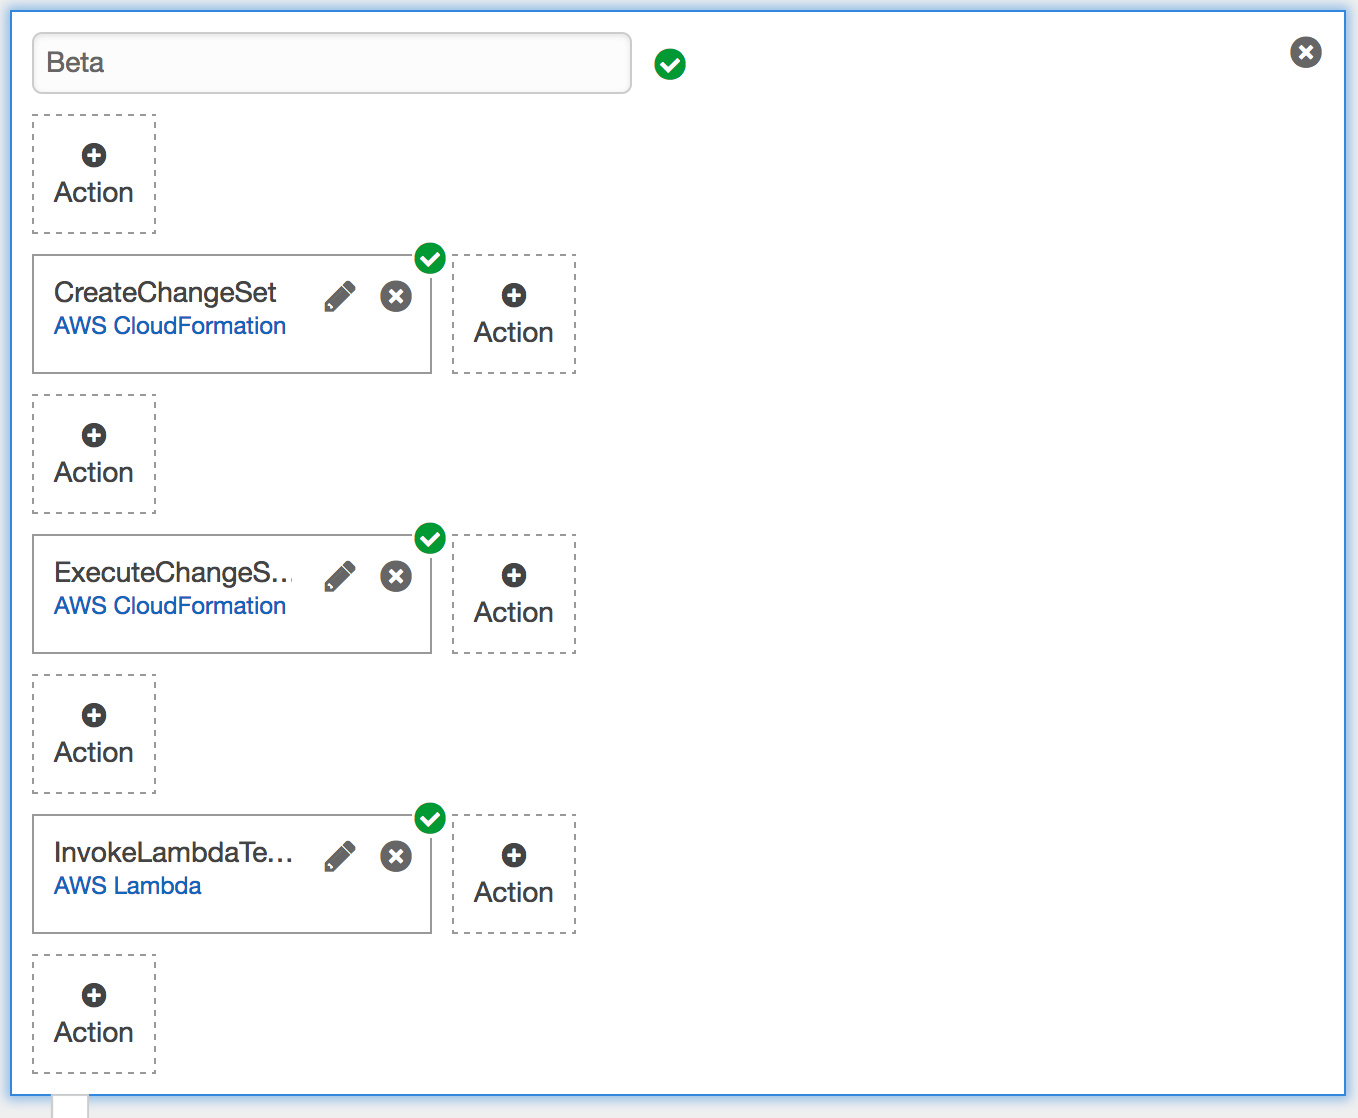 Beta
Action
CreateChangeSet
AWS CloudFormation
Action
Action
ExecuteChangeS...
AWS CloudFormation
Action
Action
InvokeLambdaTe...
AWS Lambda
Action
Action